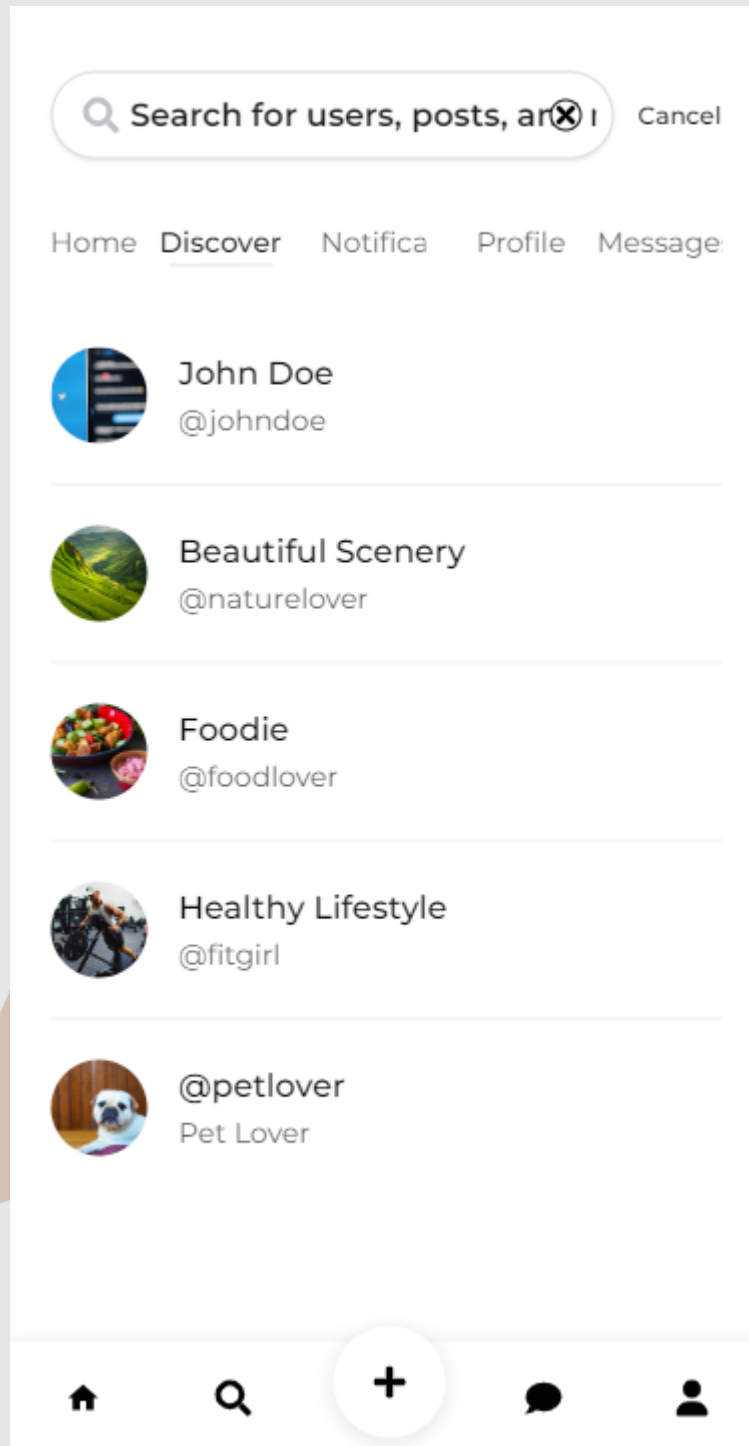 Search for users, posts, an
Cancel
Home Discover Notifica Profile Message
John Doe
@johndoe
Beautiful Scenery
@naturelover
Foodie
@foodlover
Healthy Lifestyle
@fitgirl
@petlover
Pet Lover